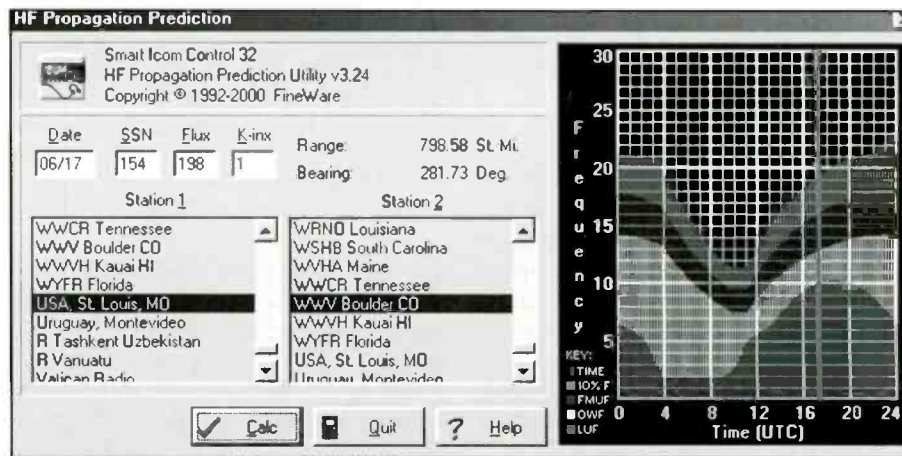 HF Propagation Prediction
Smart Icom Control 32
HF Propagation Prediction Utility v3.24
Copyright © 1992-2000 FineWare
Date SSN Flux K-inx
06/17 154 198 1
Range: 798.58 St. Mi.
Bearing: 281.73 Deg.
Station 1
WWCR Tennessee
WWV Boulder CO
WWVH Kauai HI
WYFR Florida
USA, St. Louis, MO
Uruguay, Montevideo
R Tashkent Uzbekistan
R Vanuatu
Vatican Radio
Station 2
WRNO Louisiana
WSHB South Carolina
WVHA Maine
WWCR Tennessee
WWV Boulder CO
WWVH Kauai HI
WYFR Florida
USA, St. Louis, MO
Uruguay, Montevideo
Calc Quit ? Help
Frequency
30
25
20
15
10
5
KEY:
TIME
10% F
FMUF
OWF
LUF
0 4 8 12 16 20 24
Time (UTC)